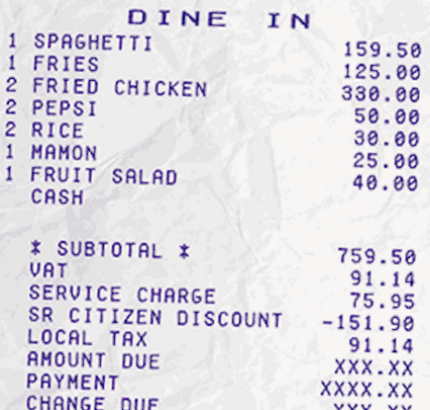 DINE IN
1 SPAGHETTI 159.50
1 FRIES 125.00
2 FRIED CHICKEN 330.00
2 PEPSI 50.00
2 RICE 30.00
1 MAMON 25.00
1 FRUIT SALAD 40.00
CASH
* SUBTOTAL * 759.50
VAT 91.14
SERVICE CHARGE 75.95
SR CITIZEN DISCOUNT -151.90
LOCAL TAX 91.14
AMOUNT DUE XXX.XX
PAYMENT XXXX.XX
CHANGE DUE XXX.XX